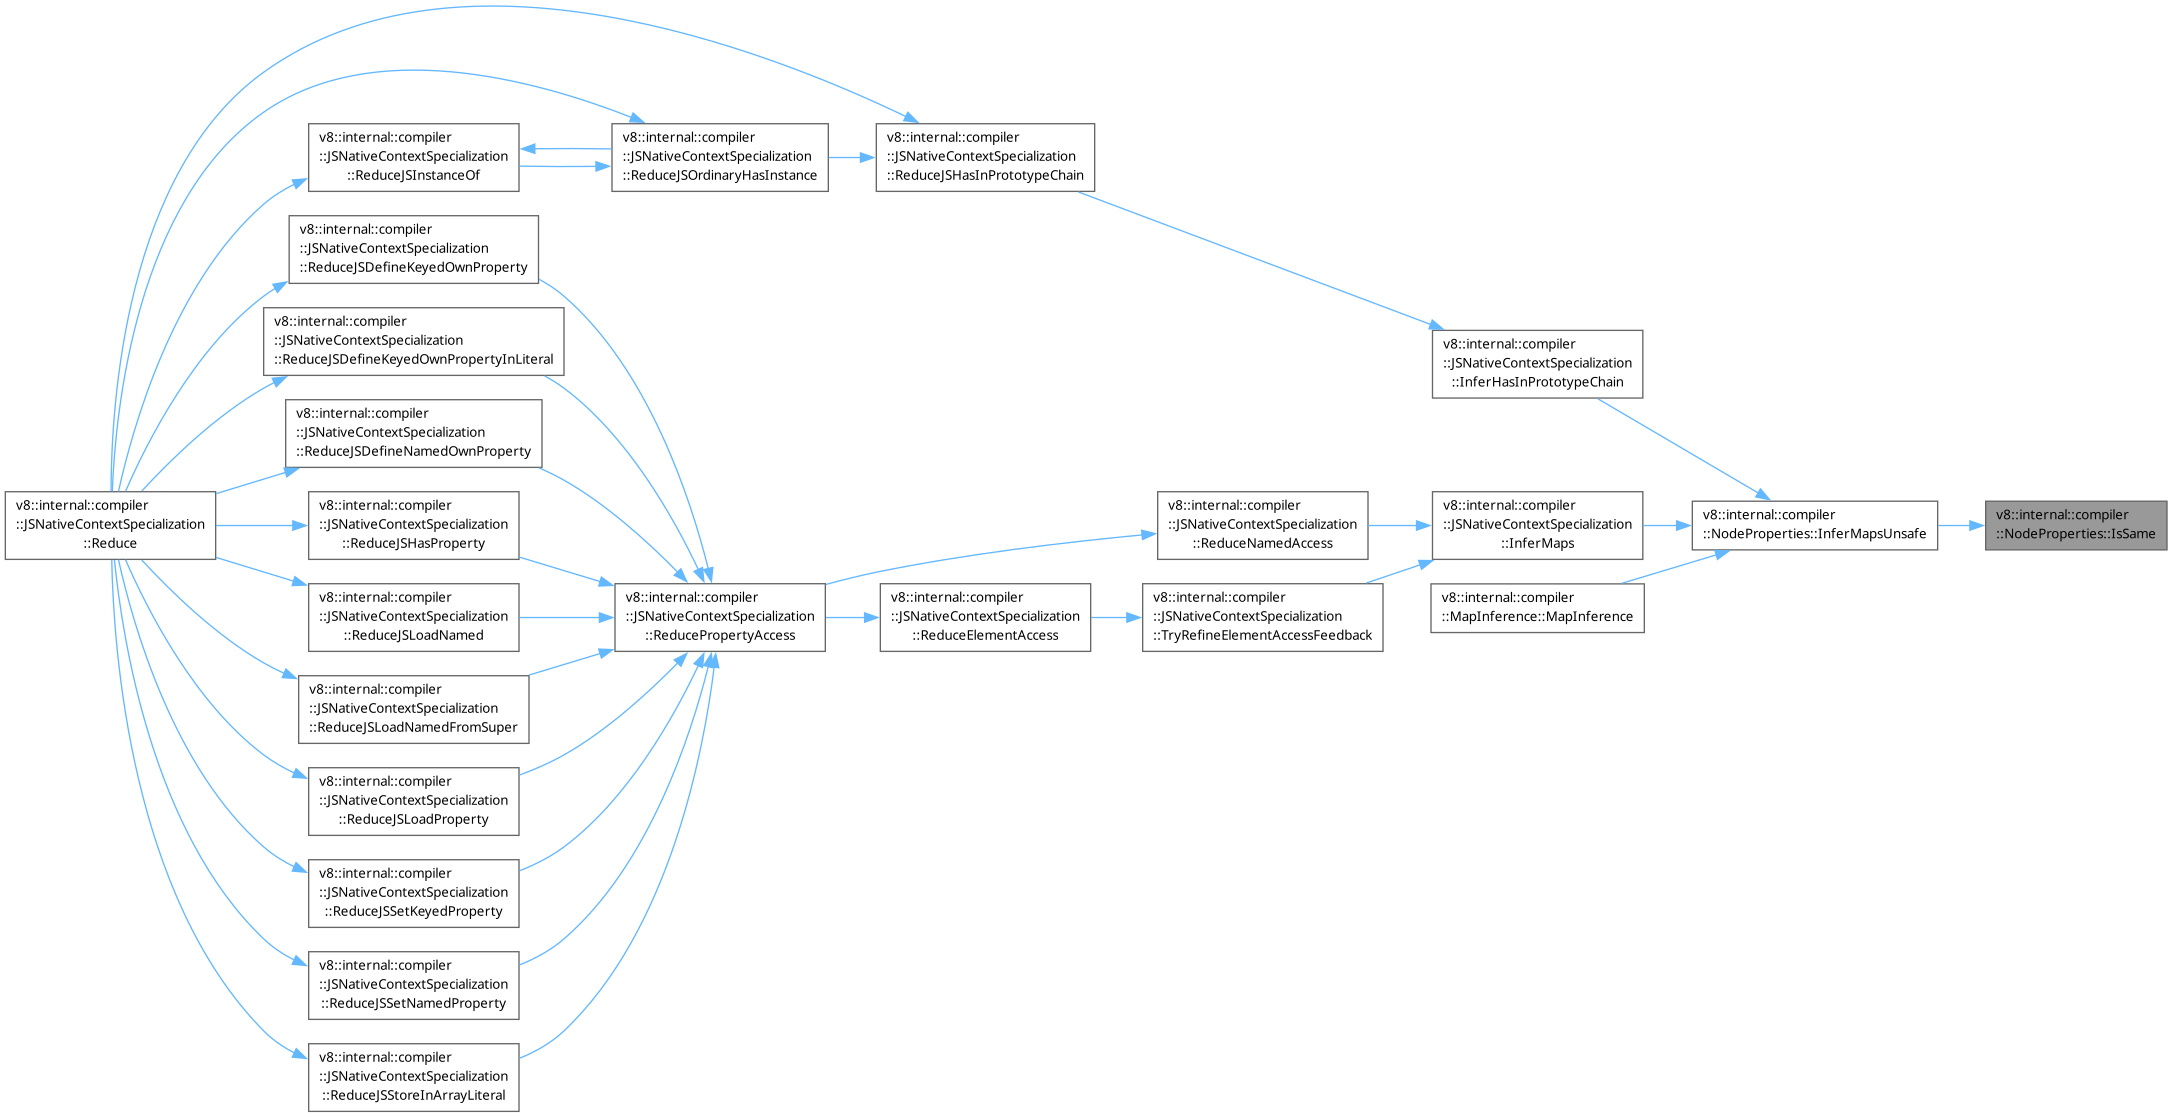 v8::internal::compiler
::JSNativeContextSpecialization
::Reduce
v8::internal::compiler
::JSNativeContextSpecialization
::ReduceJSInstanceOf
v8::internal::compiler
::JSNativeContextSpecialization
::ReduceJSDefineKeyedOwnProperty
v8::internal::compiler
::JSNativeContextSpecialization
::ReduceJSDefineKeyedOwnPropertyInLiteral
v8::internal::compiler
::JSNativeContextSpecialization
::ReduceJSDefineNamedOwnProperty
v8::internal::compiler
::JSNativeContextSpecialization
::ReduceJSHasProperty
v8::internal::compiler
::JSNativeContextSpecialization
::ReduceJSLoadNamed
v8::internal::compiler
::JSNativeContextSpecialization
::ReduceJSLoadNamedFromSuper
v8::internal::compiler
::JSNativeContextSpecialization
::ReduceJSLoadProperty
v8::internal::compiler
::JSNativeContextSpecialization
::ReduceJSSetKeyedProperty
v8::internal::compiler
::JSNativeContextSpecialization
::ReduceJSSetNamedProperty
v8::internal::compiler
::JSNativeContextSpecialization
::ReduceJSStoreInArrayLiteral
v8::internal::compiler
::JSNativeContextSpecialization
::ReduceJSOrdinaryHasInstance
v8::internal::compiler
::JSNativeContextSpecialization
::ReducePropertyAccess
v8::internal::compiler
::JSNativeContextSpecialization
::ReduceJSHasInPrototypeChain
v8::internal::compiler
::JSNativeContextSpecialization
::ReduceElementAccess
v8::internal::compiler
::JSNativeContextSpecialization
::ReduceNamedAccess
v8::internal::compiler
::JSNativeContextSpecialization
::TryRefineElementAccessFeedback
v8::internal::compiler
::JSNativeContextSpecialization
::InferHasInPrototypeChain
v8::internal::compiler
::JSNativeContextSpecialization
::InferMaps
v8::internal::compiler
::MapInference::MapInference
v8::internal::compiler
::NodeProperties::InferMapsUnsafe
v8::internal::compiler
::NodeProperties::IsSame